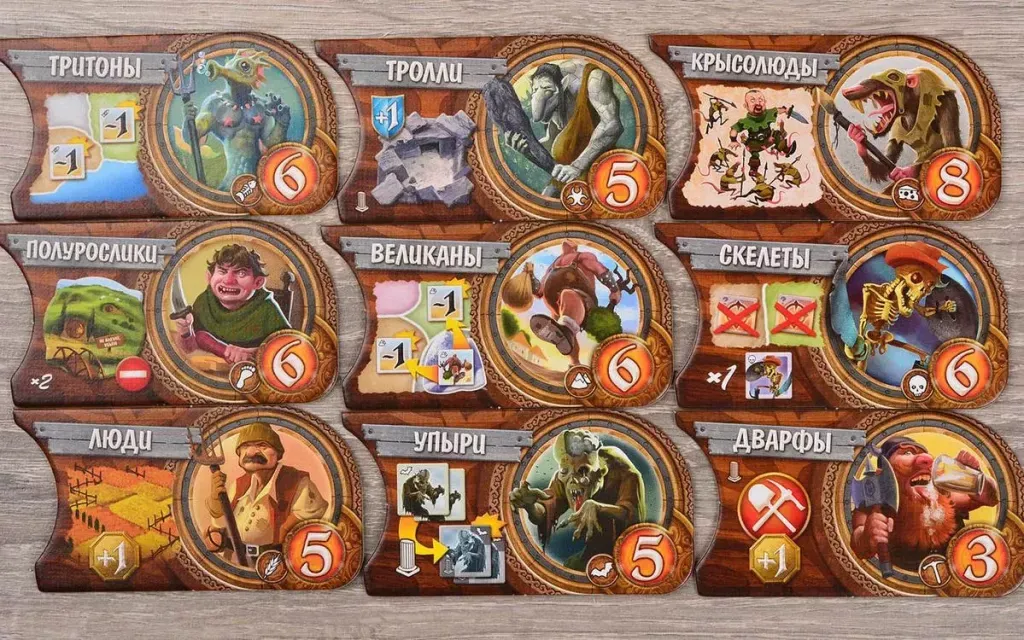 ТРИТОНЫ
-1
-1
6
ТРОЛЛИ
+1
5
КРЫСОЛЮДЫ
8
ПОЛУРОСЛИКИ
×2
6
ВЕЛИКАНЫ
-1
-1
6
СКЕЛЕТЫ
×1
6
ЛЮДИ
+1
5
УПЫРИ
5
ДВАРФЫ
+1
3